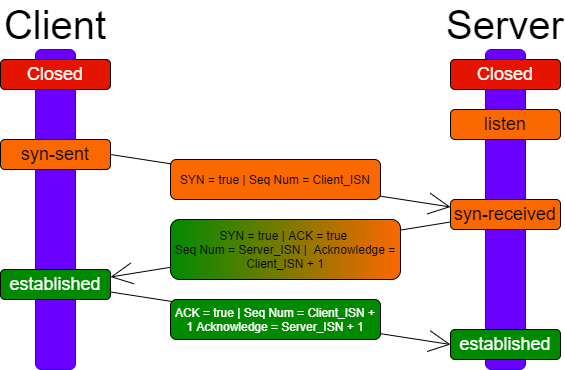 Client Server
Closed Closed
listen
syn-sent
SYN = true | Seq Num = Client_ISN
syn-received
SYN = true | ACK = true
Seq Num = Server_ISN | Acknowledge =
Client_ISN + 1
established
ACK = true | Seq Num = Client_ISN +
1 Acknowledge = Server_ISN + 1
established